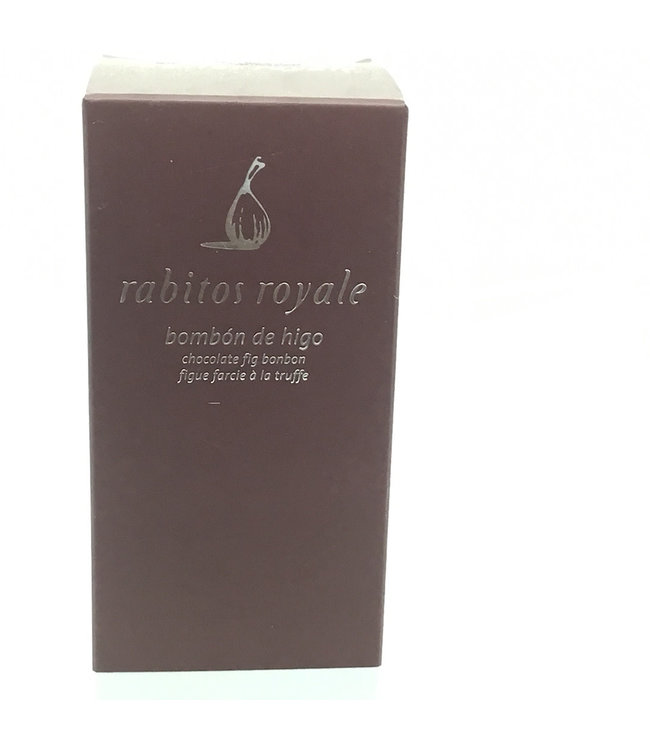 rabitos royale
bombón de higo
chocolate fig bonbon
figue farcie à la truffe